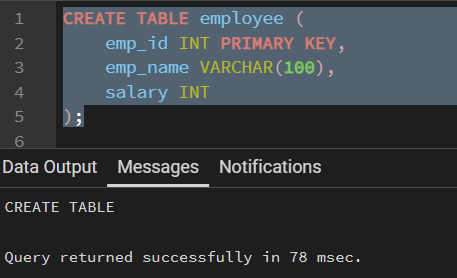 1 CREATE TABLE employee (
2 emp_id INT PRIMARY KEY,
3 emp_name VARCHAR(100),
4 salary INT
5 );
6
Data Output Messages Notifications
CREATE TABLE
Query returned successfully in 78 msec.